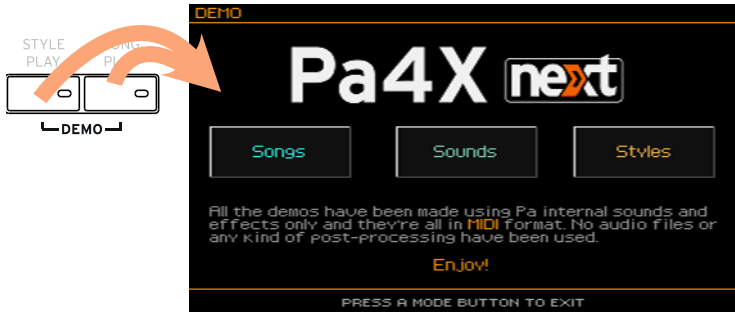 STYLE
PLAY
DEMO
DEMO
Pa4X next
Songs Sounds Styles
All the demos have been made using Pa internal sounds and
effects only and they're all in MIDI format. No audio files or
any kind of post-processing have been used.
Enjoy!
PRESS A MODE BUTTON TO EXIT